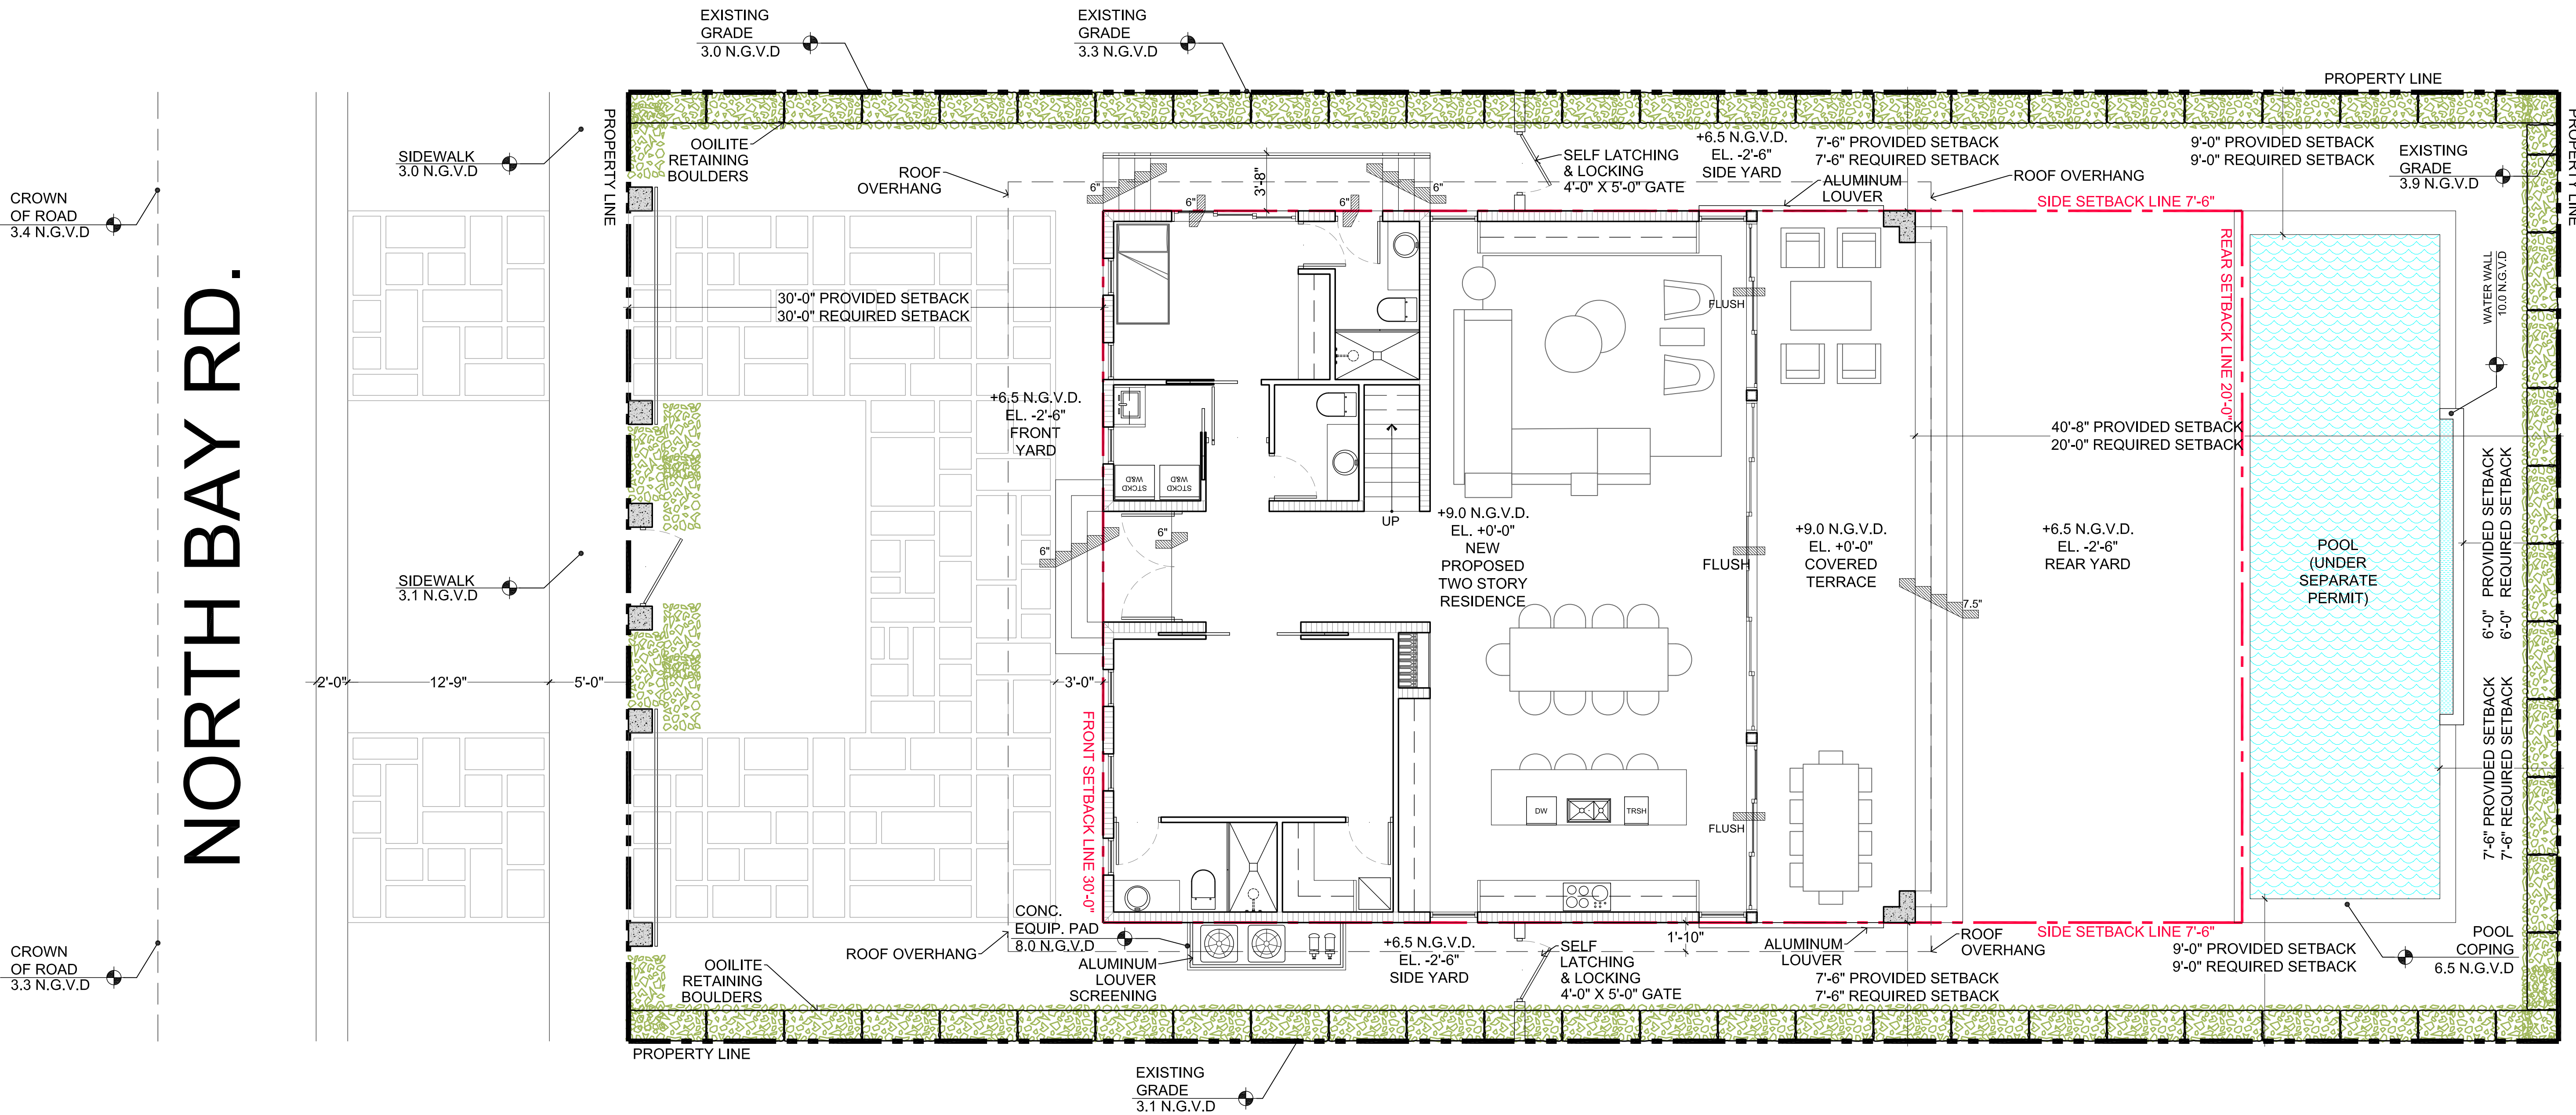 EXISTING
GRADE
3.0 N.G.V.D
EXISTING
GRADE
3.3 N.G.V.D
PROPERTY LINE
PROPERTY LINE
PROPERTY LINE
SIDEWALK
3.0 N.G.V.D
OOILITE
RETAINING
BOULDERS
ROOF
OVERHANG
6"
6"
3'-8"
6"
6"
SELF LATCHING
& LOCKING
4'-0" X 5'-0" GATE
+6.5 N.G.V.D.
EL. -2'-6"
SIDE YARD
7'-6" PROVIDED SETBACK
7'-6" REQUIRED SETBACK
ALUMINUM
LOUVER
ROOF OVERHANG
9'-0" PROVIDED SETBACK
9'-0" REQUIRED SETBACK
EXISTING
GRADE
3.9 N.G.V.D
CROWN
OF ROAD
3.4 N.G.V.D
NORTH BAY RD.
SIDE SETBACK LINE 7'-6"
REAR SETBACK LINE 20'-0"
WATER WALL
10.0 N.G.V.D
30'-0" PROVIDED SETBACK
30'-0" REQUIRED SETBACK
FLUSH
+6.5 N.G.V.D.
EL. -2'-6"
FRONT
YARD
STCKD
W&D
STCKD
W&D
UP
40'-8" PROVIDED SETBACK
20'-0" REQUIRED SETBACK
+9.0 N.G.V.D.
EL. +0'-0"
NEW
PROPOSED
TWO STORY
RESIDENCE
FLUSH
+9.0 N.G.V.D.
EL. +0'-0"
COVERED
TERRACE
+6.5 N.G.V.D.
EL. -2'-6"
REAR YARD
POOL
(UNDER
SEPARATE
PERMIT)
6'-0" PROVIDED SETBACK
6'-0" REQUIRED SETBACK
SIDEWALK
3.1 N.G.V.D
6"
6"
7.5"
2'-0"
12'-9"
5'-0"
3'-0"
FRONT SETBACK LINE 30'-0"
7'-6" PROVIDED SETBACK
7'-6" REQUIRED SETBACK
DW
TRSH
FLUSH
CROWN
OF ROAD
3.3 N.G.V.D
CONC.
EQUIP. PAD
8.0 N.G.V.D
ROOF OVERHANG
OOILITE
RETAINING
BOULDERS
ALUMINUM
LOUVER
SCREENING
+6.5 N.G.V.D.
EL. -2'-6"
SIDE YARD
SELF
LATCHING
& LOCKING
4'-0" X 5'-0" GATE
1'-10"
ALUMINUM
LOUVER
7'-6" PROVIDED SETBACK
7'-6" REQUIRED SETBACK
ROOF
OVERHANG
SIDE SETBACK LINE 7'-6"
9'-0" PROVIDED SETBACK
9'-0" REQUIRED SETBACK
POOL
COPING
6.5 N.G.V.D
PROPERTY LINE
EXISTING
GRADE
3.1 N.G.V.D